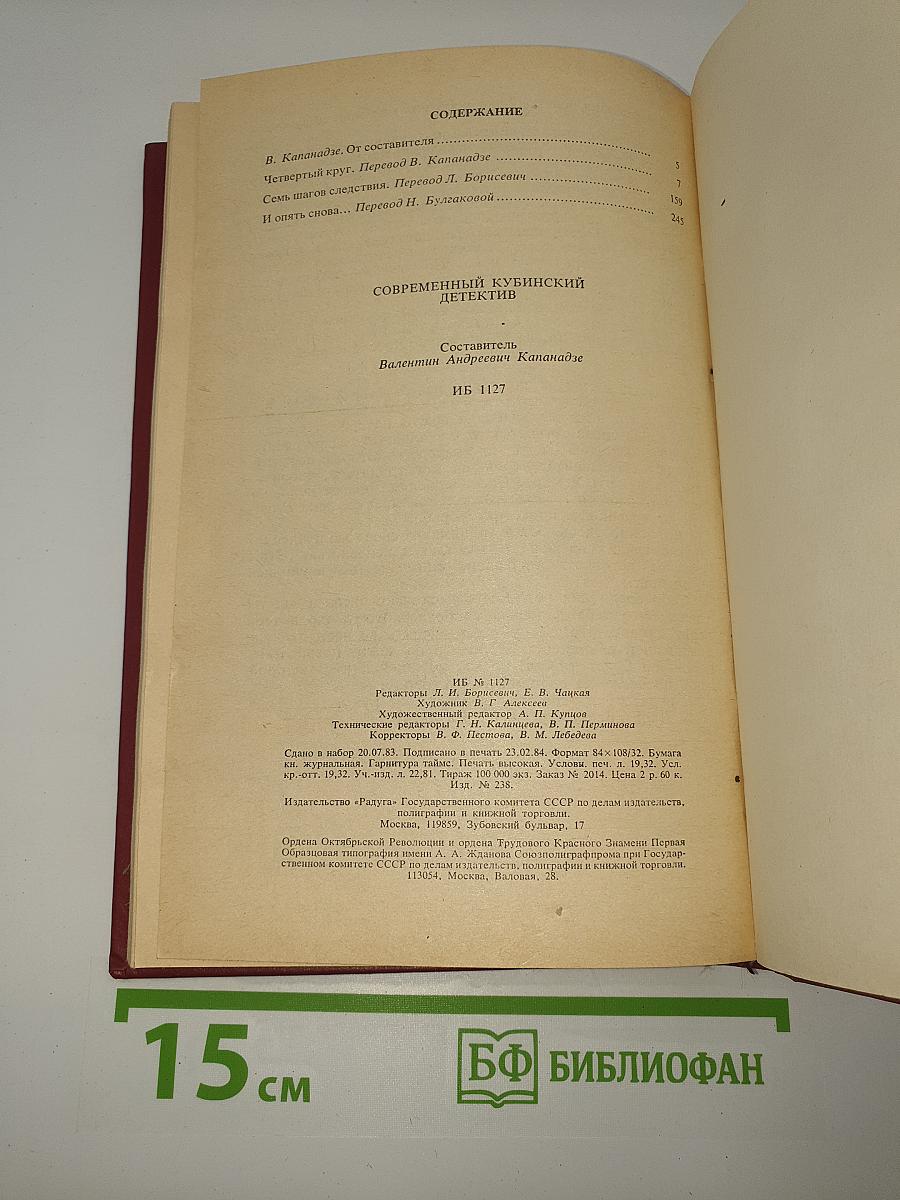 СОДЕРЖАНИЕ
В. Капанадзе. От составителя ........ 5
Четвертый круг. Перевод В. Капанадзе ........ 7
Семь шагов следствия. Перевод Л. Борисевич ........ 159
И опять снова... Перевод Н. Булгаковой ........ 245
СОВРЕМЕННЫЙ КУБИНСКИЙ
ДЕТЕКТИВ
Составитель
Валентин Андреевич Капанадзе
ИБ 1127
ИБ № 1127
Редакторы Л. И. Борисевич, Е. В. Чацкая
Художник В. Г Алексеев
Художественный редактор А. П. Купцов
Технические редакторы Г. Н. Калинцева, В. П. Перминова
Корректоры В. Ф. Пестова, В. М. Лебедева
Сдано в набор 20.07.83. Подписано в печать 23.02.84. Формат 84×108/32. Бумага
кн. журнальная. Гарнитура таймс. Печать высокая. Условн. печ. л. 19,32. Усл.
кр.-отт. 19,32. Уч.-изд. л. 22,81. Тираж 100 000 экз. Заказ № 2014. Цена 2 р. 60 к.
Изд. № 238.
Издательство «Радуга» Государственного комитета СССР по делам издательств,
полиграфии и книжной торговли.
Москва, 119859, Зубовский бульвар, 17
Ордена Октябрьской Революции и ордена Трудового Красного Знамени Первая
Образцовая типография имени А. А. Жданова Союзполиграфпрома при Государ-
ственном комитете СССР по делам издательств, полиграфии и книжной торговли.
113054, Москва, Валовая, 28.
15 см
БФ БИБЛИОФАН